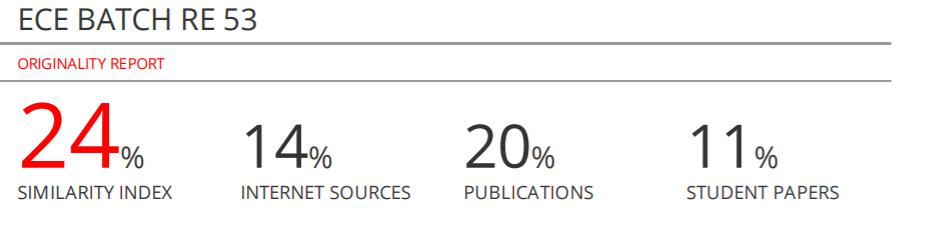 ECE BATCH RE 53
ORIGINALITY REPORT
24% 14% 20% 11%
SIMILARITY INDEX INTERNET SOURCES PUBLICATIONS STUDENT PAPERS